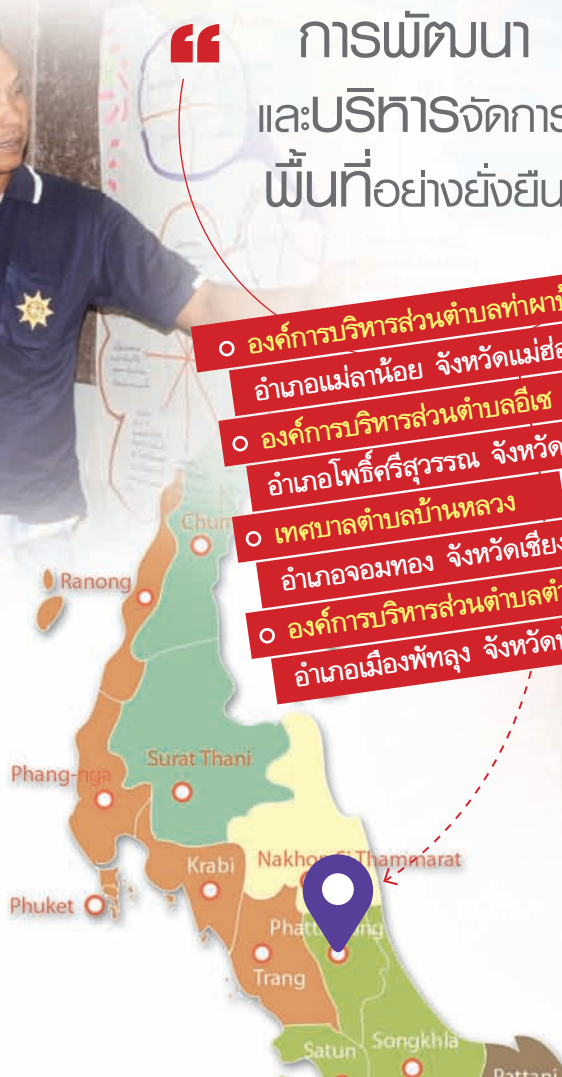 “
การพัฒนา
และบริหารจัดการ
พื้นที่อย่างยั่งยืน
องค์การบริหารส่วนตำบลท่าผา
อำเภอแม่ลาน้อย จังหวัดแม่ฮ่อ
องค์การบริหารส่วนตำบลอีเซ
อำเภอโพธิ์ศรีสุวรรณ จังหวัด
เทศบาลตำบลบ้านหลวง
อำเภอจอมทอง จังหวัดเชียง
องค์การบริหารส่วนตำบลตำ
อำเภอเมืองพัทลุง จังหวัดพั
Chum
Ranong
Surat Thani
Phang-nga
Krabi
Nakhon Si Thammarat
Phuket
Phatt
ng
Trang
Satun
Songkhla
Pattani